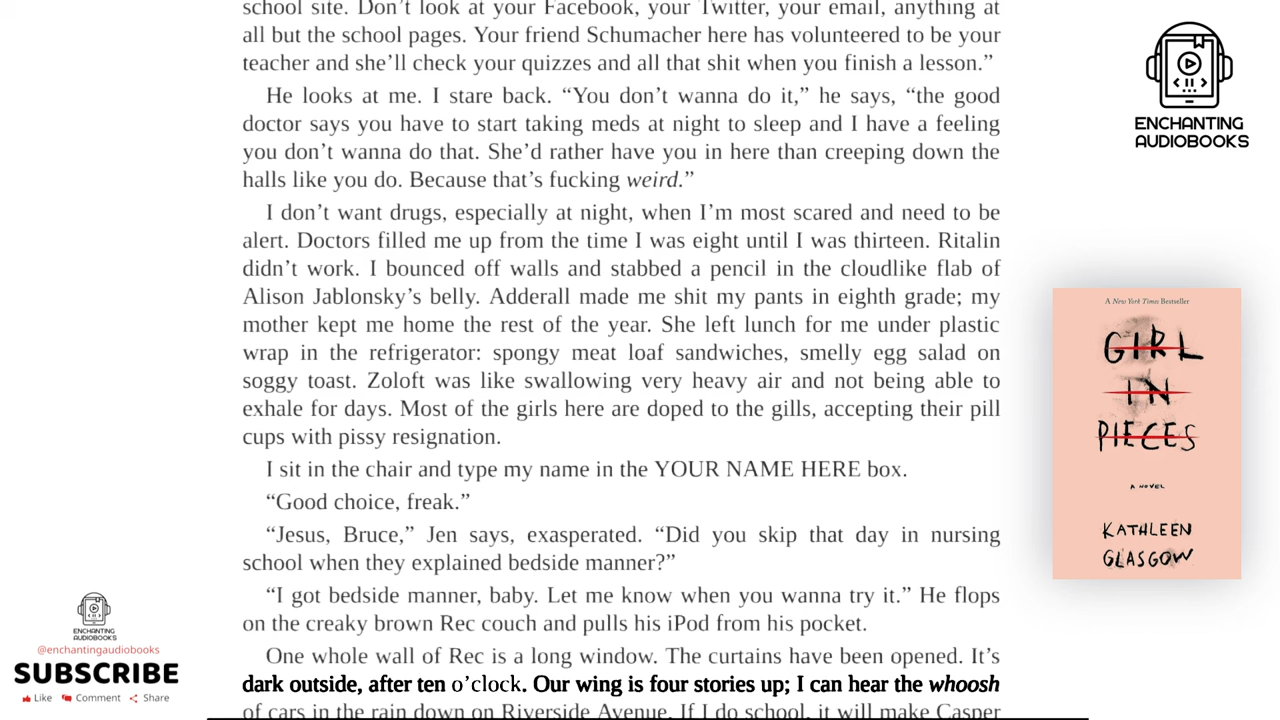 school site. Don’t look at your Facebook, your Twitter, your email, anything at
all but the school pages. Your friend Schumacher here has volunteered to be your
teacher and she’ll check your quizzes and all that shit when you finish a lesson.”
He looks at me. I stare back. “You don’t wanna do it,” he says, “the good
doctor says you have to start taking meds at night to sleep and I have a feeling
you don’t wanna do that. She’d rather have you in here than creeping down the
halls like you do. Because that’s fucking weird.”
I don’t want drugs, especially at night, when I’m most scared and need to be
alert. Doctors filled me up from the time I was eight until I was thirteen. Ritalin
didn’t work. I bounced off walls and stabbed a pencil in the cloudlike flab of
Alison Jablonsky’s belly. Adderall made me shit my pants in eighth grade; my
mother kept me home the rest of the year. She left lunch for me under plastic
wrap in the refrigerator: spongy meat loaf sandwiches, smelly egg salad on
soggy toast. Zoloft was like swallowing very heavy air and not being able to
exhale for days. Most of the girls here are doped to the gills, accepting their pill
cups with pissy resignation.
I sit in the chair and type my name in the YOUR NAME HERE box.
“Good choice, freak.”
“Jesus, Bruce,” Jen says, exasperated. “Did you skip that day in nursing
school when they explained bedside manner?”
“I got bedside manner, baby. Let me know when you wanna try it.” He flops
on the creaky brown Rec couch and pulls his iPod from his pocket.
One whole wall of Rec is a long window. The curtains have been opened. It’s
dark outside, after ten o’clock. Our wing is four stories up; I can hear the whoosh
of cars in the rain down on Riverside Avenue. If I do school, it will make Casper
ENCHANTING
AUDIOBOOKS
A New York Times Bestseller
GIRL
IN
PIECES
A NOVEL
KATHLEEN
GLASGOW
ENCHANTING
AUDIOBOOKS
@enchantingaudiobooks
SUBSCRIBE
Like Comment Share